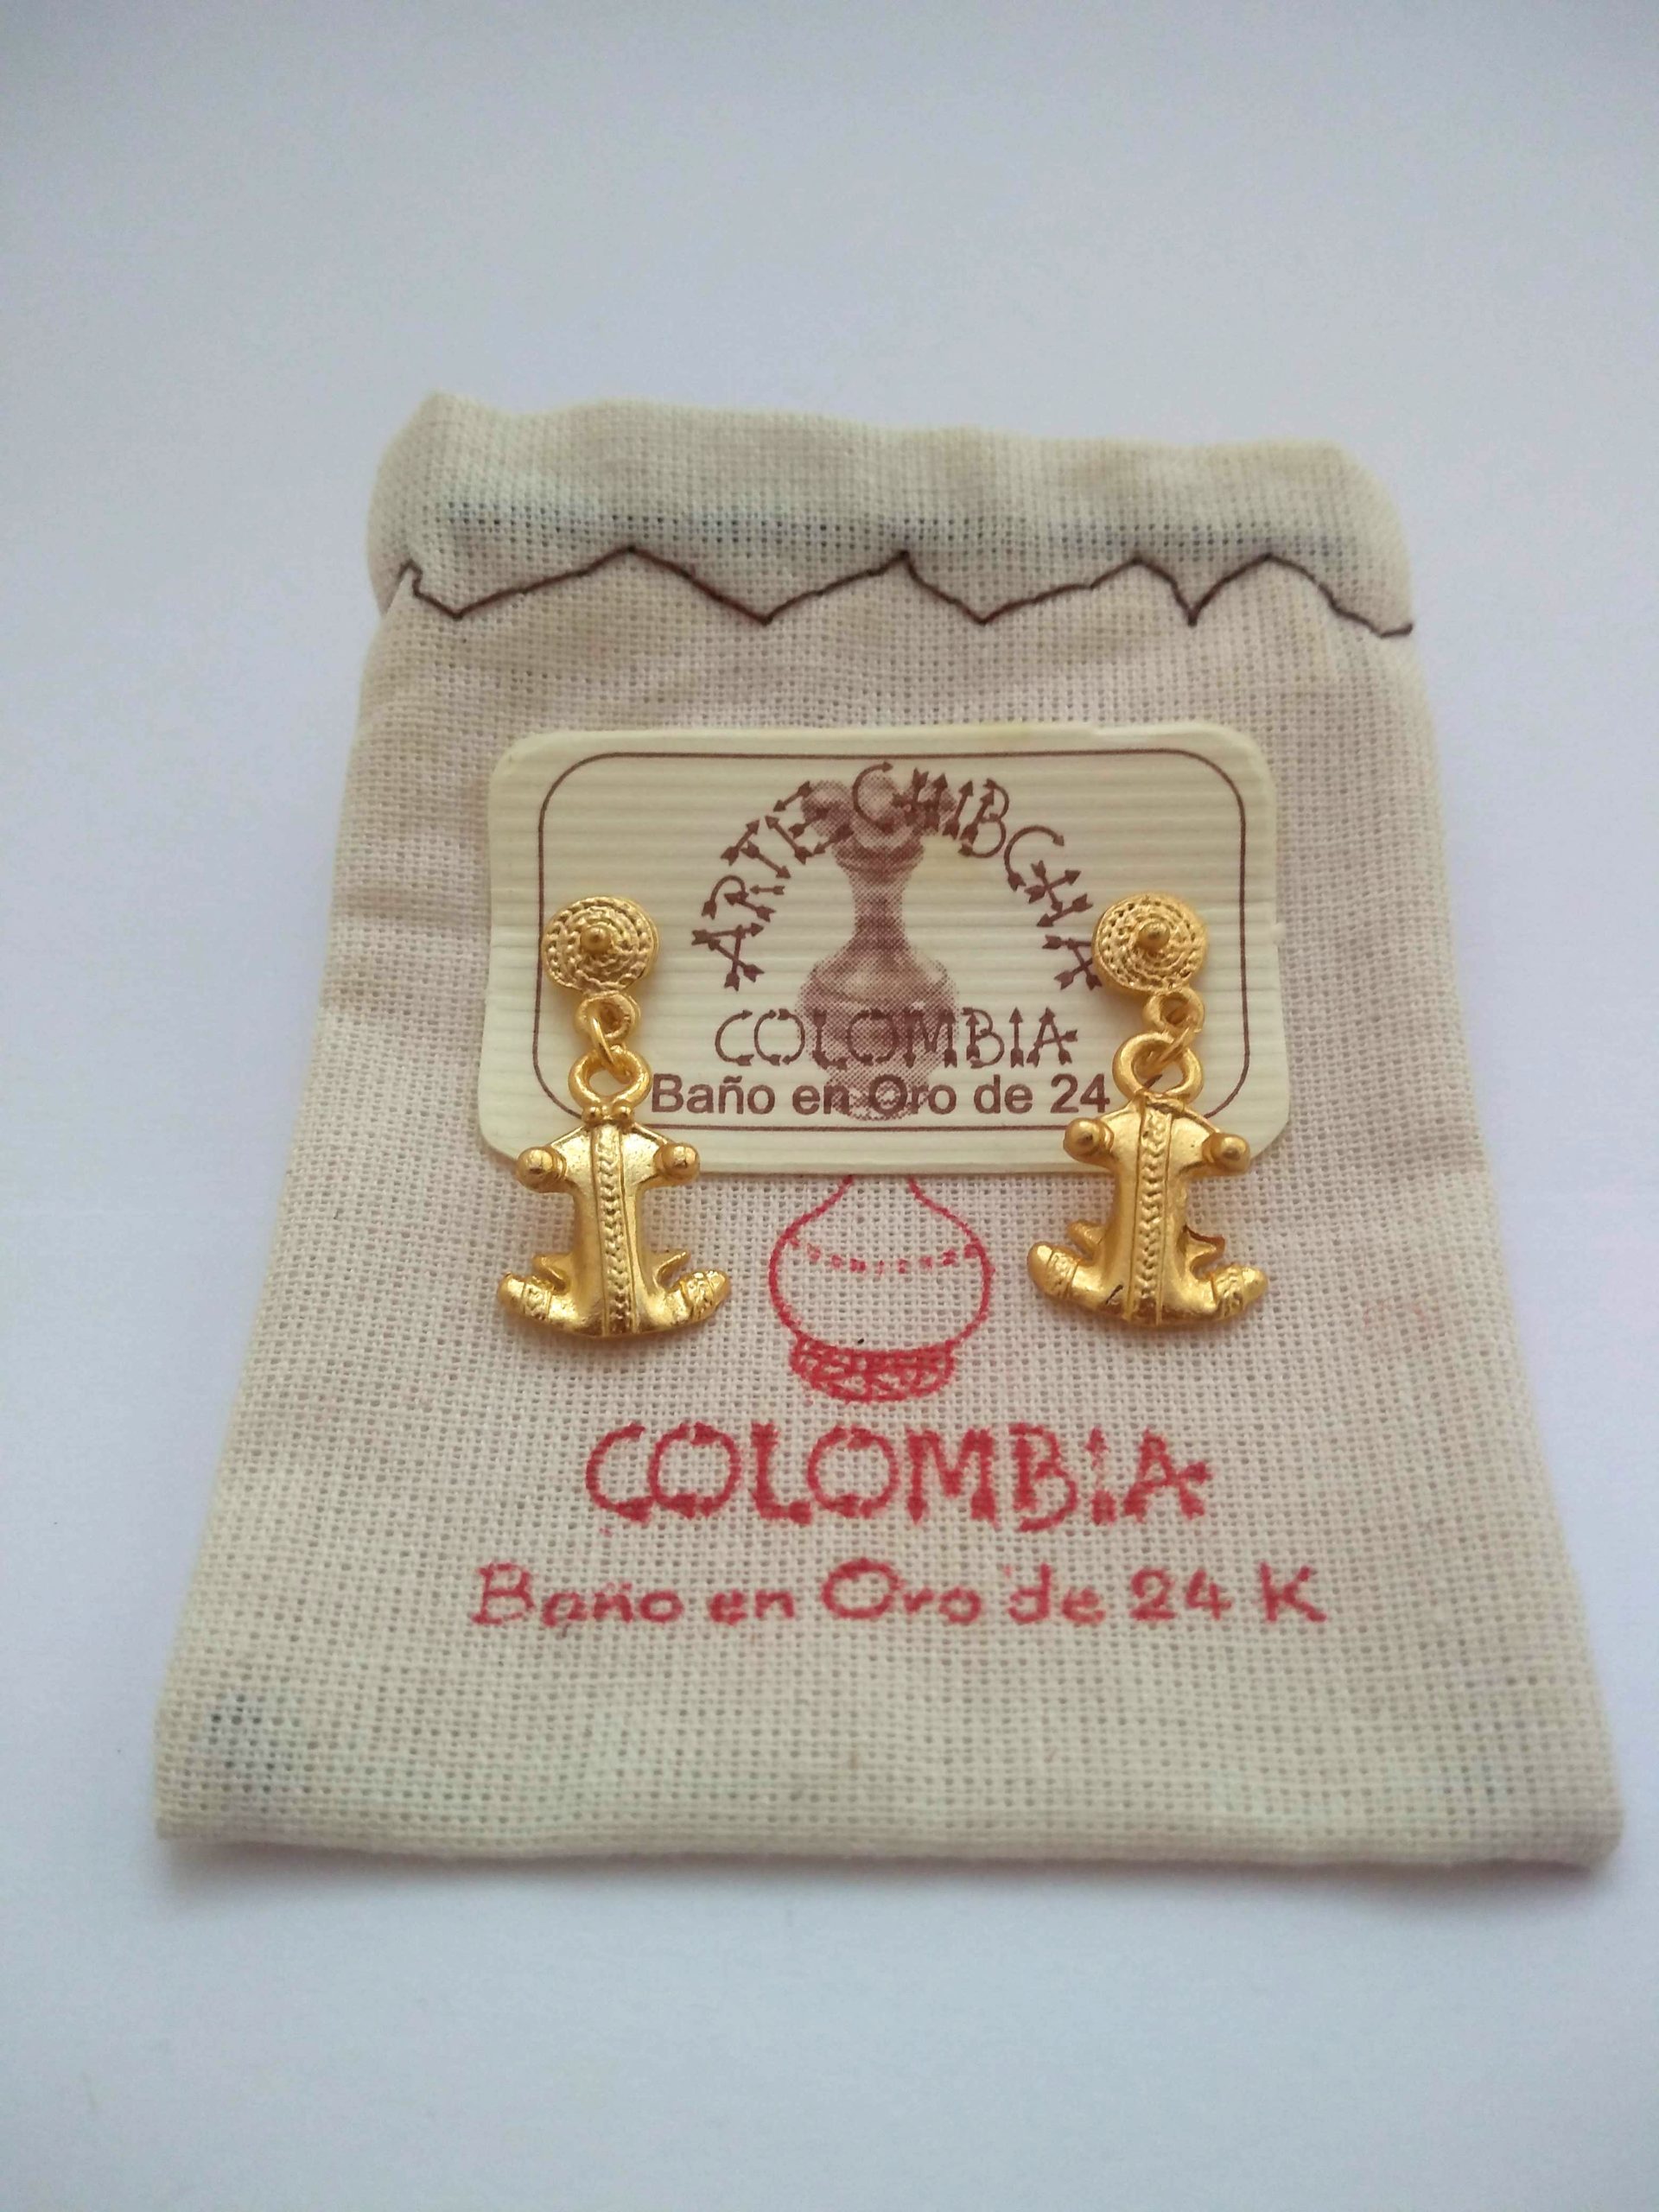 ARTE CHIBCHA
COLOMBIA
Baño en Oro de 24
COLOMBIA
Baño en Oro de 24 K